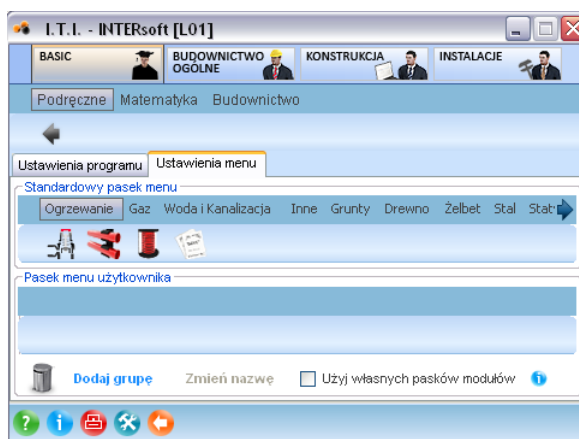 I.T.I. - INTERsoft [L01]
BASIC
BUDOWNICTWO OGÓLNE
KONSTRUKCJA
INSTALACJE
Podręczne Matematyka Budownictwo
Ustawienia programu Ustawienia menu
Standardowy pasek menu
Ogrzewanie Gaz Woda i Kanalizacja Inne Grunty Drewno Żelbet Stal Stat
Pasek menu użytkownika
Dodaj grupę Zmień nazwę Użyj własnych pasków modułów